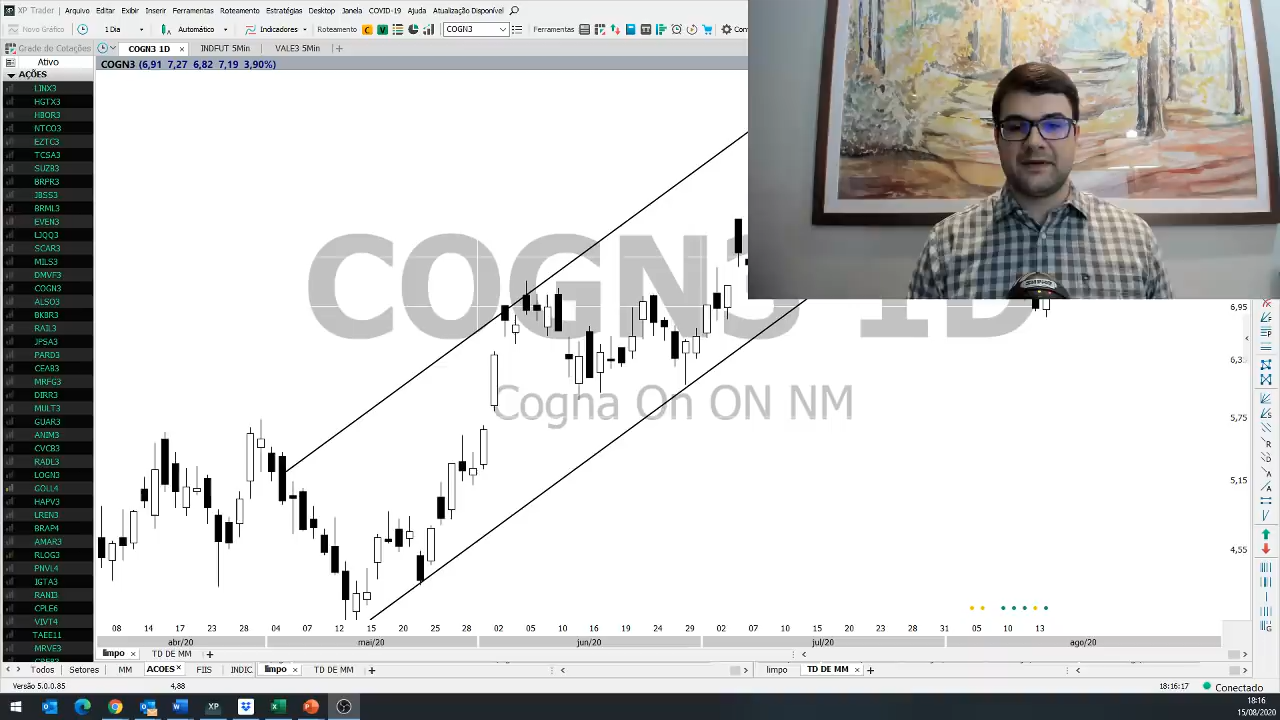 XP Trader Arquivo Editar Exibir Inserir Ferramentas Roteamento Estratégias Desktop Janela COVID-19 Ajuda Atualização Disponível
Novo Gráfico 1 Dia Automático Indicadores Roteamento C V COGN3 Ferramentas
Grade de Cotações COGN3 1D INDFUT 5Min VALE3 5Min
Ativo
COGN3 (6,91 7,27 6,82 7,19 3,90%)
AÇÕES
LINX3
HGTX3
HBOR3
NTCO3
EZTC3
TCSA3
SUZB3
BRPR3
JBSS3
BRML3
EVEN3
LJQQ3
SCAR3
MILS3
DMVF3
COGN3
ALSO3
BKBR3
RAIL3
JPSA3
PARD3
CEAB3
MRFG3
DIRR3
MULT3
GUAR3
ANIM3
CVCB3
RADL3
LOGN3
GOLL4
HAPV3
LREN3
BRAP4
AMAR3
RLOG3
PNVL4
IGTA3
RANI3
CPLE6
VIVT4
TAEE11
MRVE3
COGN3 1D
Cogna On ON NM
6,95
5,75
5,15
4,55
08 14 17 22 28 04 07 12 15 20 25 28 02 05 10 16 19 24 29 02 07 10 15 20 23 28 31 05 10 13
abr/20 mai/20 jun/20 jul/20 ago/20
limpo TD DE MM
Todos Setores MM ACOES FIIS INDIC limpo TD DE MM limpo TD DE MM
Versão 5.0.0.85 4,88 18:16:17 Conectado
18:16
15/08/2020